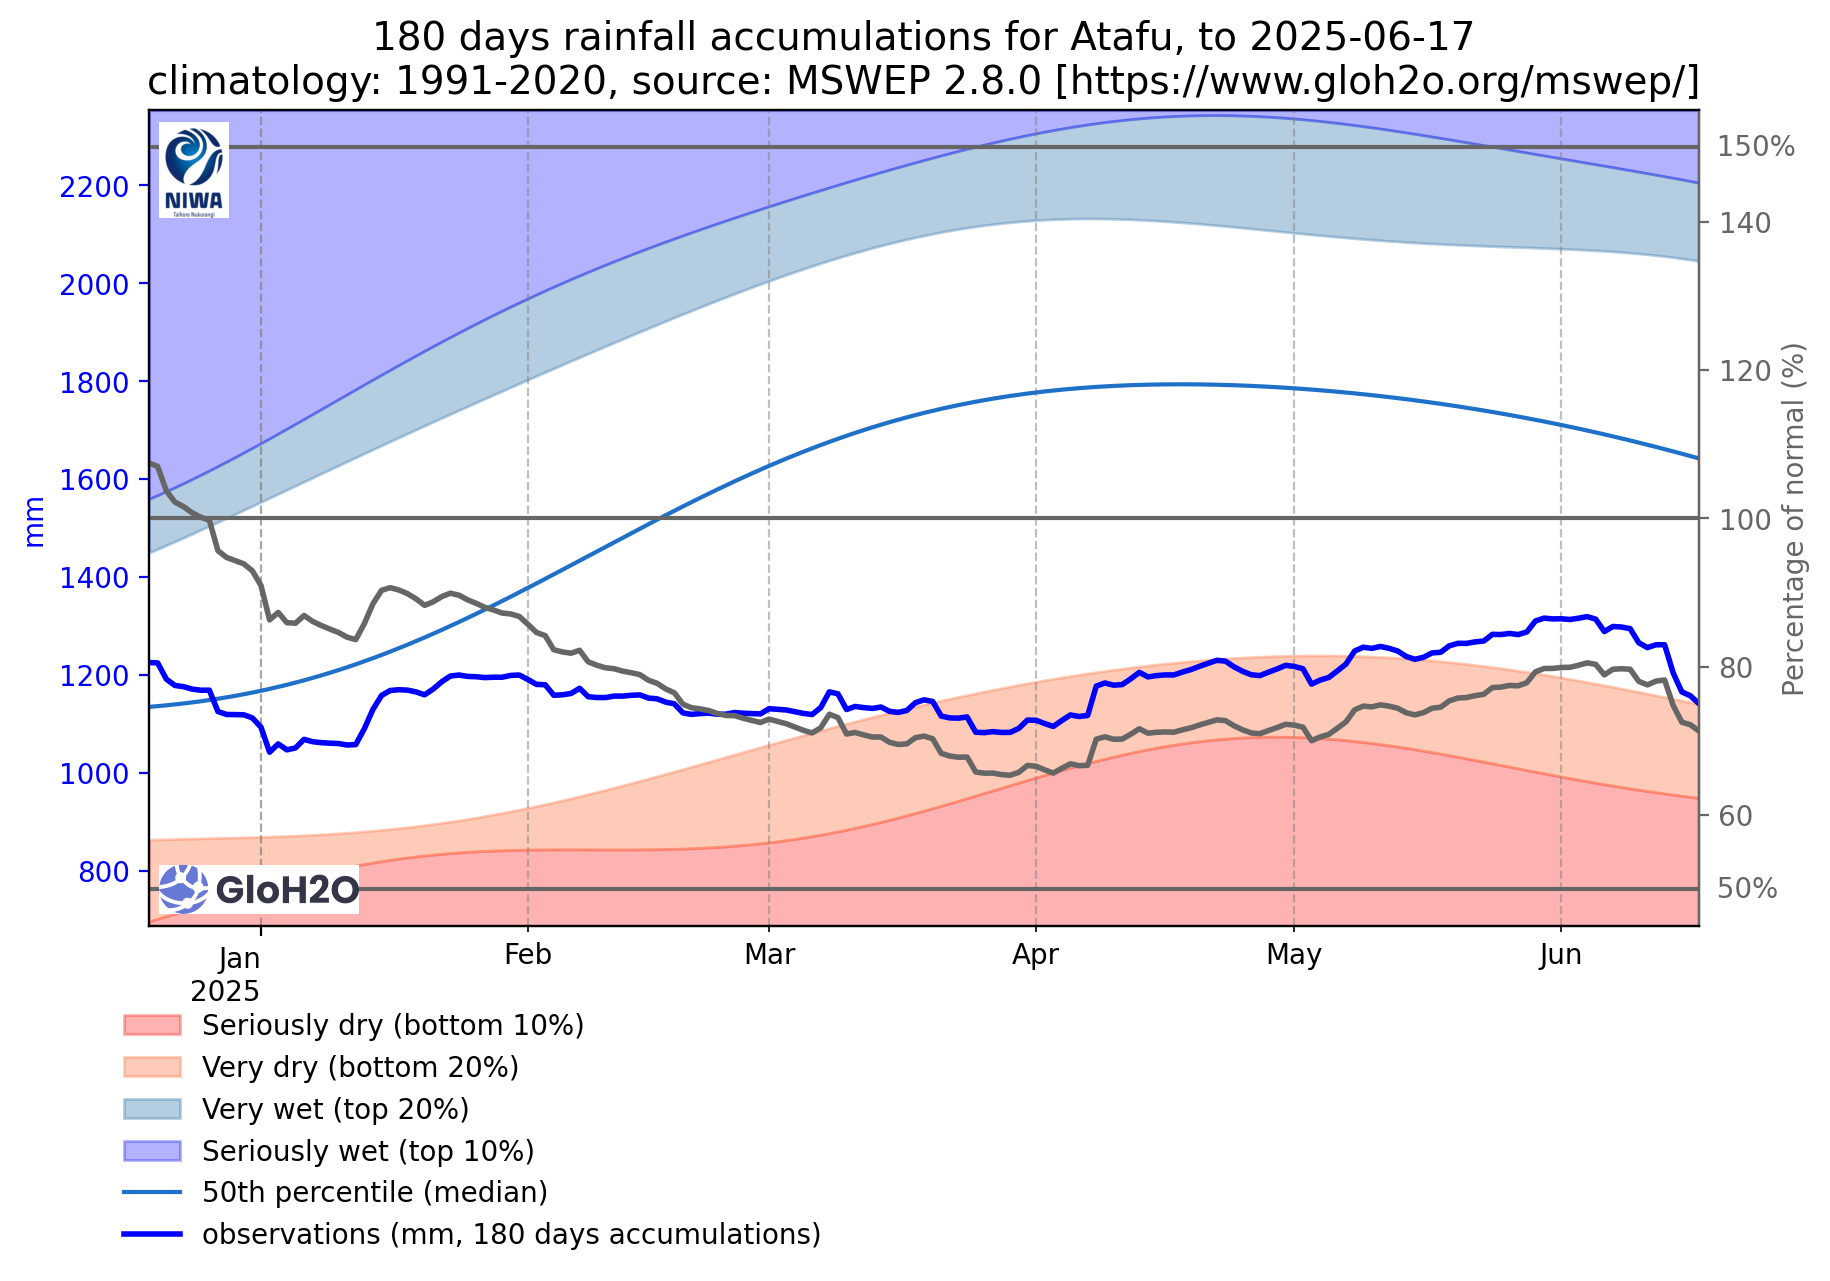 180 days rainfall accumulations for Atafu, to 2025-06-17
climatology: 1991-2020, source: MSWEP 2.8.0 [https://www.gloh2o.org/mswep/]
NIWA
Taihoro Nukurangi
2200
2000
1800
1600
1400
1200
1000
800
mm
150%
140
120
100
80
60
50%
Percentage of normal (%)
GloH2O
Jan
2025
Feb
Mar
Apr
May
Jun
Seriously dry (bottom 10%)
Very dry (bottom 20%)
Very wet (top 20%)
Seriously wet (top 10%)
50th percentile (median)
observations (mm, 180 days accumulations)